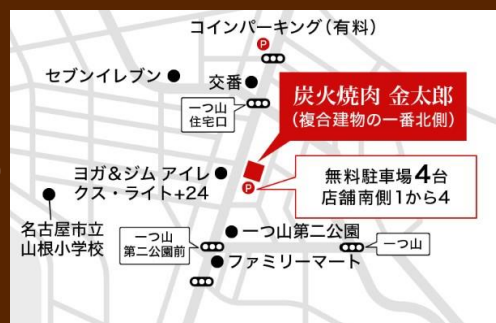 コインパーキング(有料)
P
セブンイレブン
交番
一つ山
住宅口
炭火焼肉 金太郎
(複合建物の一番北側)
ヨガ&ジム アイレ
クス・ライト+24
P
無料駐車場4台
店舗南側1から4
名古屋市立
山根小学校
一つ山
第二公園前
一つ山第二公園
一つ山
ファミリーマート